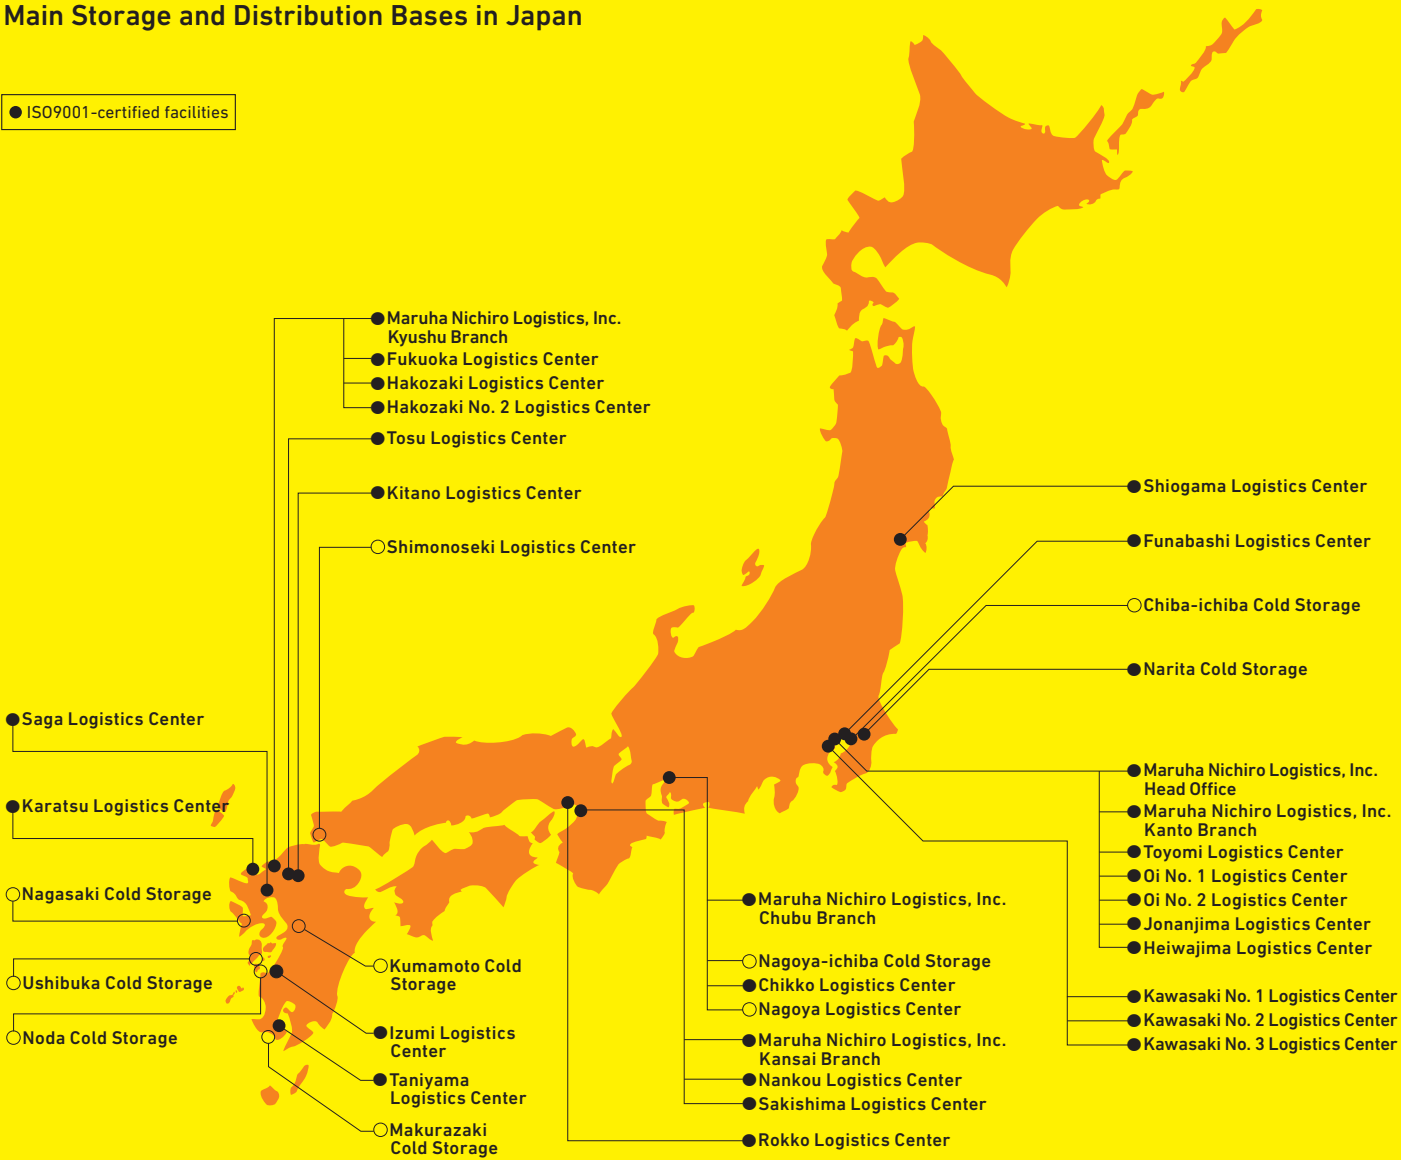 Main Storage and Distribution Bases in Japan
ISO9001-certified facilities
Maruha Nichiro Logistics, Inc.
Kyushu Branch
Fukuoka Logistics Center
Hakozaki Logistics Center
Hakozaki No. 2 Logistics Center
Tosu Logistics Center
Kitano Logistics Center
Shimonoseki Logistics Center
Saga Logistics Center
Karatsu Logistics Center
Nagasaki Cold Storage
Ushibuka Cold Storage
Noda Cold Storage
Kumamoto Cold
Storage
Izumi Logistics
Center
Taniyama
Logistics Center
Makurazaki
Cold Storage
Maruha Nichiro Logistics, Inc.
Chubu Branch
Nagoya-ichiba Cold Storage
Chikko Logistics Center
Nagoya Logistics Center
Maruha Nichiro Logistics, Inc.
Kansai Branch
Nankou Logistics Center
Sakishima Logistics Center
Rokko Logistics Center
Shiogama Logistics Center
Funabashi Logistics Center
Chiba-ichiba Cold Storage
Narita Cold Storage
Maruha Nichiro Logistics, Inc.
Head Office
Maruha Nichiro Logistics, Inc.
Kanto Branch
Toyomi Logistics Center
Oi No. 1 Logistics Center
Oi No. 2 Logistics Center
Jonanjima Logistics Center
Heiwajima Logistics Center
Kawasaki No. 1 Logistics Center
Kawasaki No. 2 Logistics Center
Kawasaki No. 3 Logistics Center